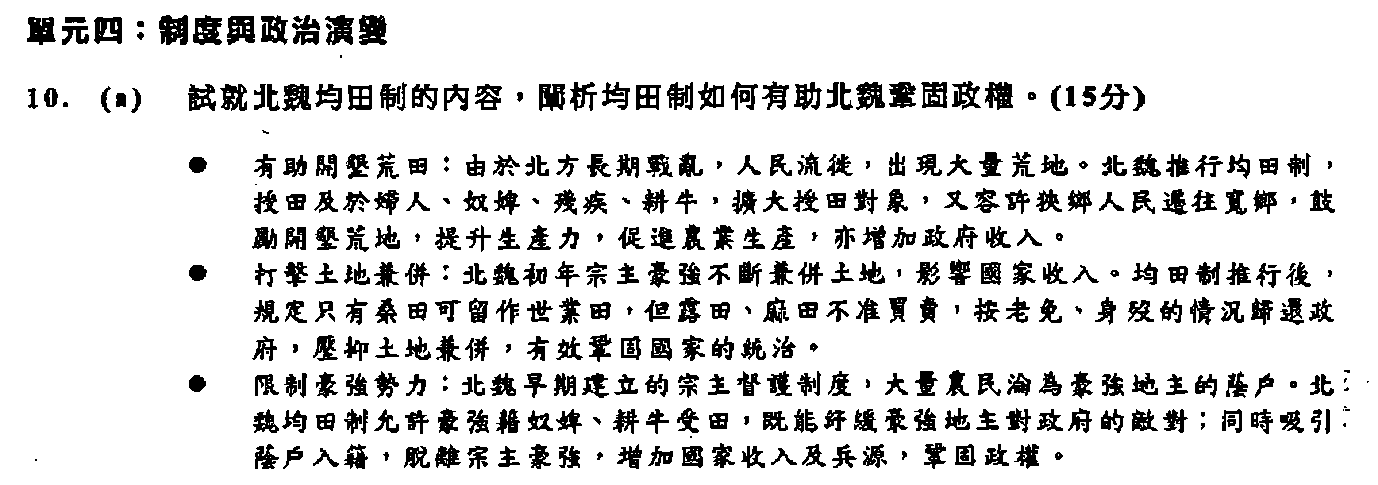 單元四：制度與政治演變
10. (a) 試就北魏均田制的內容，闡析均田制如何有助北魏鞏固政權。(15分)
● 有助開墾荒田：由於北方長期戰亂，人民流徙，出現大量荒地。北魏推行均田制，
授田及於婦人、奴婢、殘疾、耕牛，擴大授田對象，又容許狹鄉人民遷往寬鄉，鼓
勵開墾荒地，提升生產力，促進農業生產，亦增加政府收入。
● 打擊土地兼併：北魏初年宗主豪強不斷兼併土地，影響國家收入。均田制推行後，
規定只有桑田可留作世業田，但露田、麻田不准買賣，按老免、身歿的情況歸還政
府，壓抑土地兼併，有效鞏固國家的統治。
● 限制豪強勢力：北魏早期建立的宗主督護制度，大量農民淪為豪強地主的蔭戶。北
魏均田制允許豪強藉奴婢、耕牛受田，既能紓緩豪強地主對政府的敵對；同時吸引
蔭戶入籍，脫離宗主豪強，增加國家收入及兵源，鞏固政權。